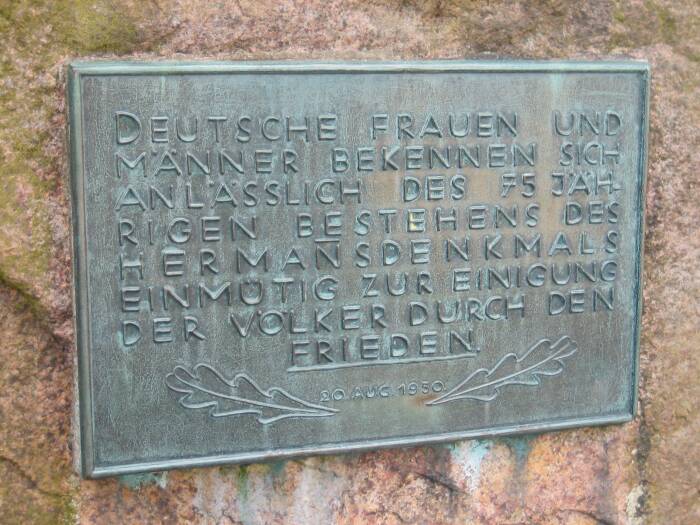 DEUTSCHE FRAUEN UND
MÄNNER BEKENNEN SICH
ANLÄSSLICH DES 75 JÄH-
RIGEN BESTEHENS DES
HERMANSDENKMALS
EINMÜTIG ZUR EINIGUNG
DER VÖLKER DURCH DEN
FRIEDEN.
20. AUG. 1950.